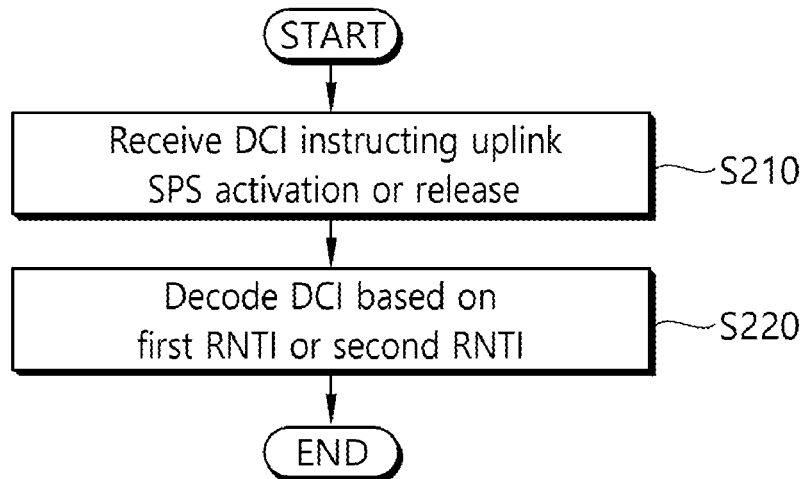 START
Receive DCI instructing uplink
SPS activation or release
S210
Decode DCI based on
first RNTI or second RNTI
S220
END